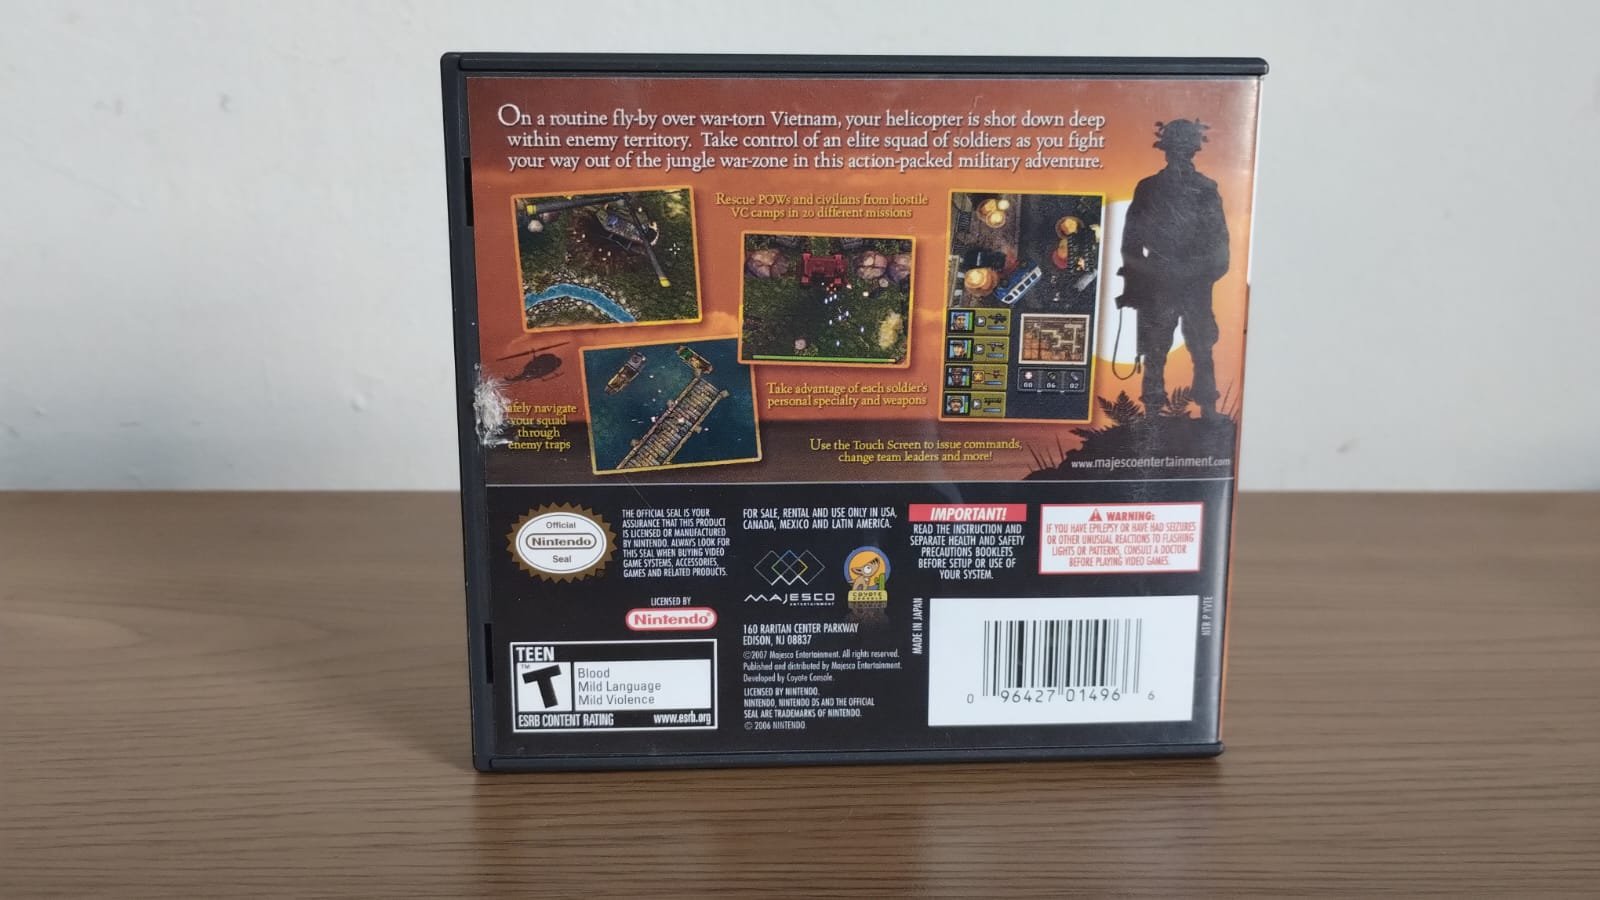 On a routine fly-by over war-torn Vietnam, your helicopter is shot down deep
within enemy territory. Take control of an elite squad of soldiers as you fight
your way out of the jungle war-zone in this action-packed military adventure.
Rescue POWs and civilians from hostile
VC camps in 20 different missions
afely navigate
your squad
through
enemy traps
Take advantage of each soldier's
personal specialty and weapons
00 06 02
Use the Touch Screen to issue commands,
change team leaders and more!
www.majescoentertainment.com
Official
Nintendo
Seal
THE OFFICIAL SEAL IS YOUR
ASSURANCE THAT THIS PRODUCT
IS LICENSED OR MANUFACTURED
BY NINTENDO. ALWAYS LOOK FOR
THIS SEAL WHEN BUYING VIDEO
GAME SYSTEMS, ACCESSORIES,
GAMES AND RELATED PRODUCTS.
LICENSED BY
Nintendo®
TEEN
T
TM
Blood
Mild Language
Mild Violence
ESRB CONTENT RATING www.esrb.org
FOR SALE, RENTAL AND USE ONLY IN USA,
CANADA, MEXICO AND LATIN AMERICA.
MAJESCO
ENTERTAINMENT
COYOTE
CONSOLE
160 RARITAN CENTER PARKWAY
EDISON, NJ 08837
©2007 Majesco Entertainment. All rights reserved.
Published and distributed by Majesco Entertainment.
Developed by Coyote Console.
LICENSED BY NINTENDO.
NINTENDO, NINTENDO DS AND THE OFFICIAL
SEAL ARE TRADEMARKS OF NINTENDO.
© 2006 NINTENDO.
IMPORTANT!
READ THE INSTRUCTION AND
SEPARATE HEALTH AND SAFETY
PRECAUTIONS BOOKLETS
BEFORE SETUP OR USE OF
YOUR SYSTEM.
WARNING:
IF YOU HAVE EPILEPSY OR HAVE HAD SEIZURES
OR OTHER UNUSUAL REACTIONS TO FLASHING
LIGHTS OR PATTERNS, CONSULT A DOCTOR
BEFORE PLAYING VIDEO GAMES.
MADE IN JAPAN
0 96427 01496 6
NTR P YVTE